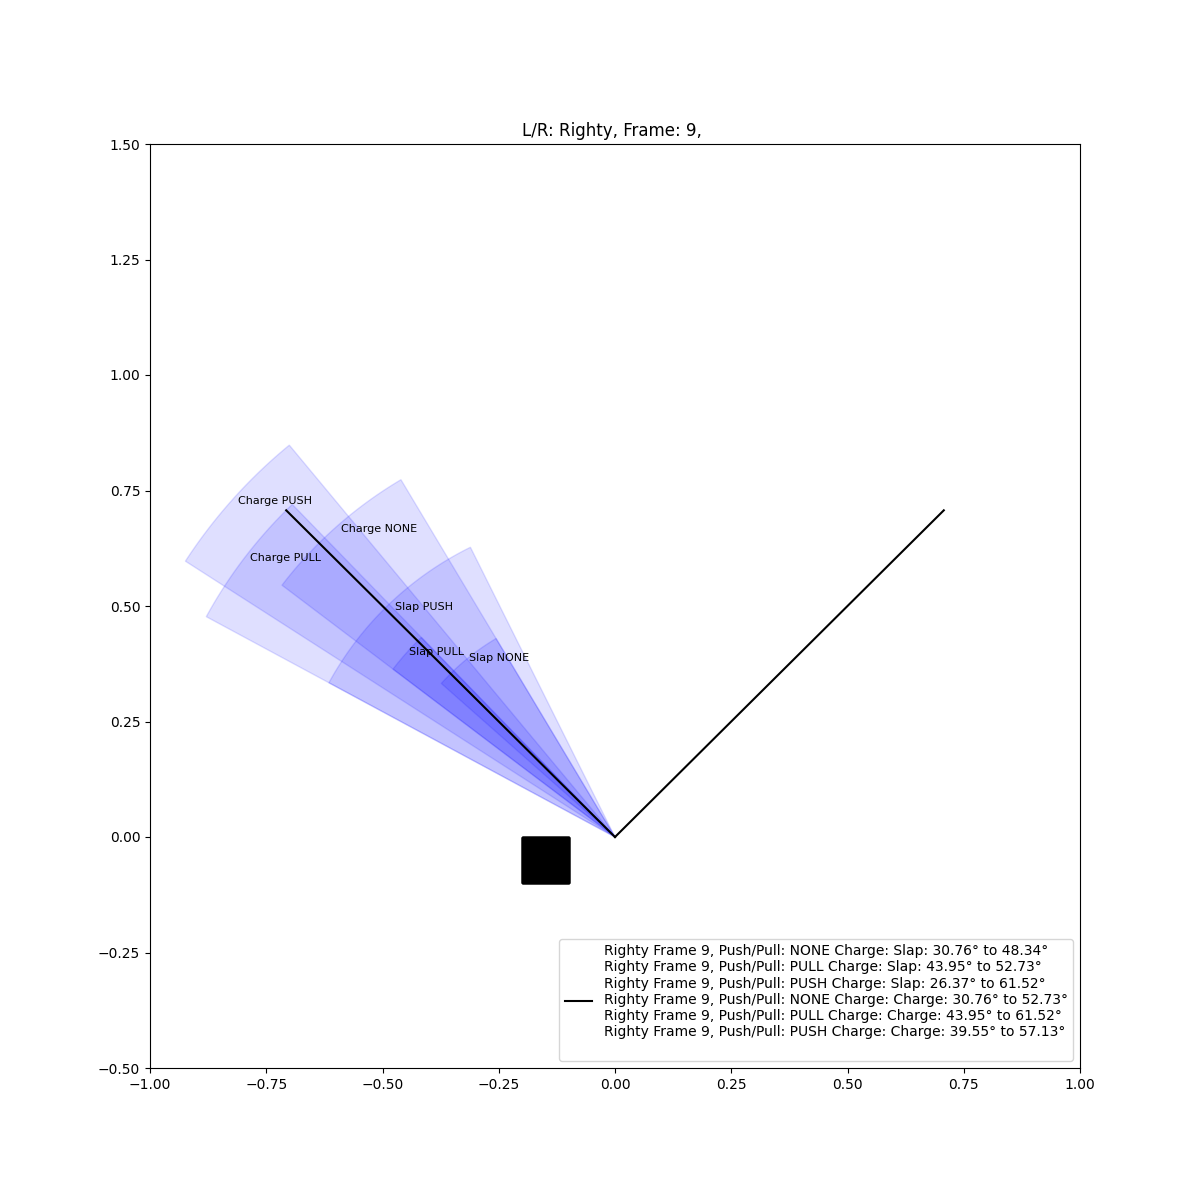 L/R: Righty, Frame: 9,
1.50
1.25
1.00
0.75
0.50
0.25
0.00
−0.25
−0.50
Charge PUSH
Charge NONE
Charge PULL
Slap PUSH
Slap PULL
Slap NONE
Righty Frame 9, Push/Pull: NONE Charge: Slap: 30.76° to 48.34°
Righty Frame 9, Push/Pull: PULL Charge: Slap: 43.95° to 52.73°
Righty Frame 9, Push/Pull: PUSH Charge: Slap: 26.37° to 61.52°
Righty Frame 9, Push/Pull: NONE Charge: Charge: 30.76° to 52.73°
Righty Frame 9, Push/Pull: PULL Charge: Charge: 43.95° to 61.52°
Righty Frame 9, Push/Pull: PUSH Charge: Charge: 39.55° to 57.13°
−1.00 −0.75 −0.50 −0.25 0.00 0.25 0.50 0.75 1.00